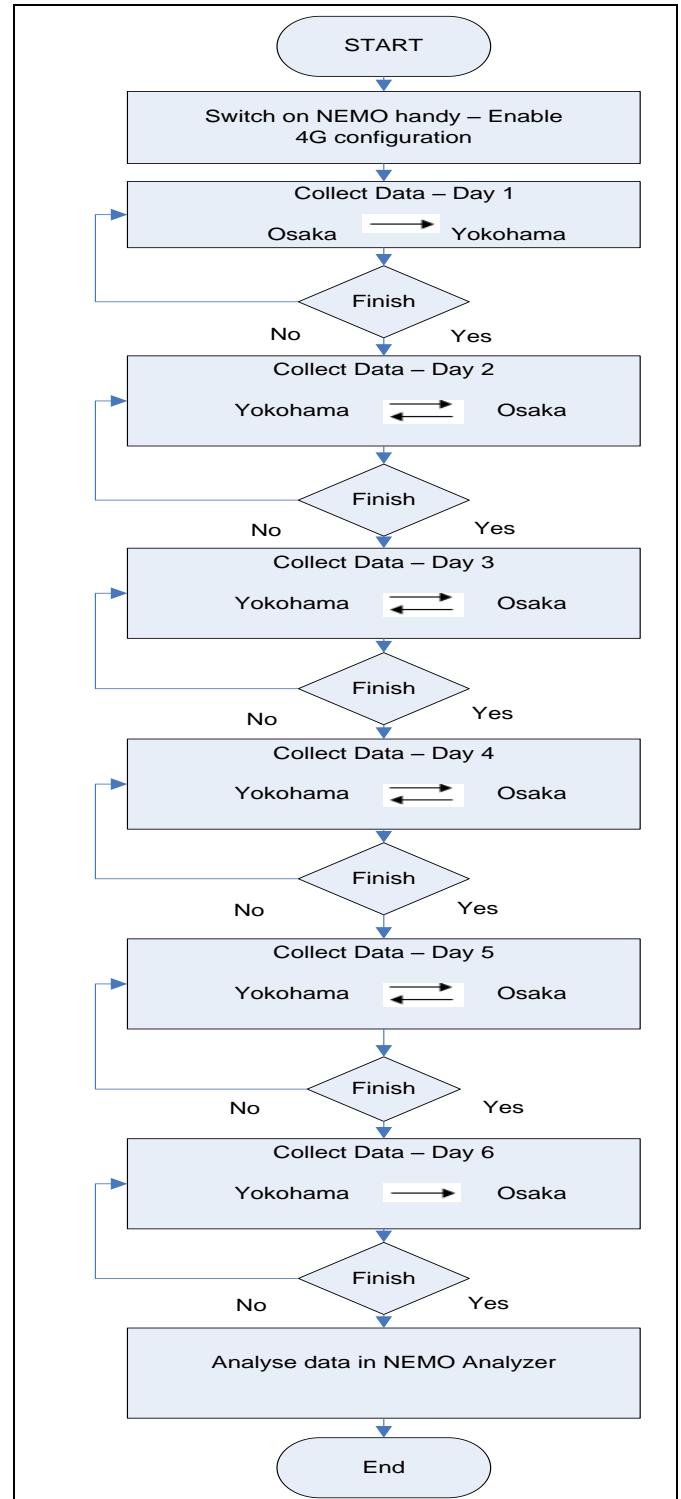 START
Switch on NEMO handy – Enable
4G configuration
Collect Data – Day 1
Osaka Yokohama
Finish
No Yes
Collect Data – Day 2
Yokohama Osaka
Finish
No Yes
Collect Data – Day 3
Yokohama Osaka
Finish
No Yes
Collect Data – Day 4
Yokohama Osaka
Finish
No Yes
Collect Data – Day 5
Yokohama Osaka
Finish
No Yes
Collect Data – Day 6
Yokohama Osaka
Finish
No Yes
Analyse data in NEMO Analyzer
End